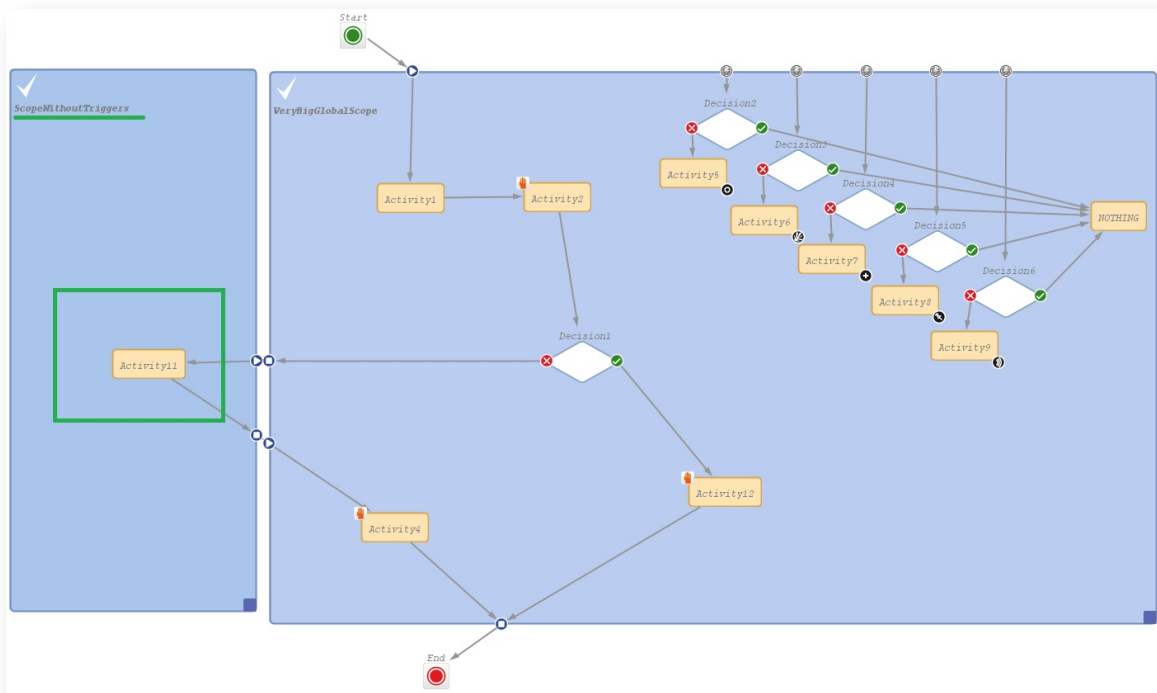 Start
ScopeWithoutTriggers
VeryBigGlobalScope
Decision2
Decision3
Activity5
Decision4
Activity1
Activity2
Activity6
NOTHING
Decision5
Activity7
Decision6
Activity8
Decision1
Activity9
Activity11
Activity12
Activity4
End